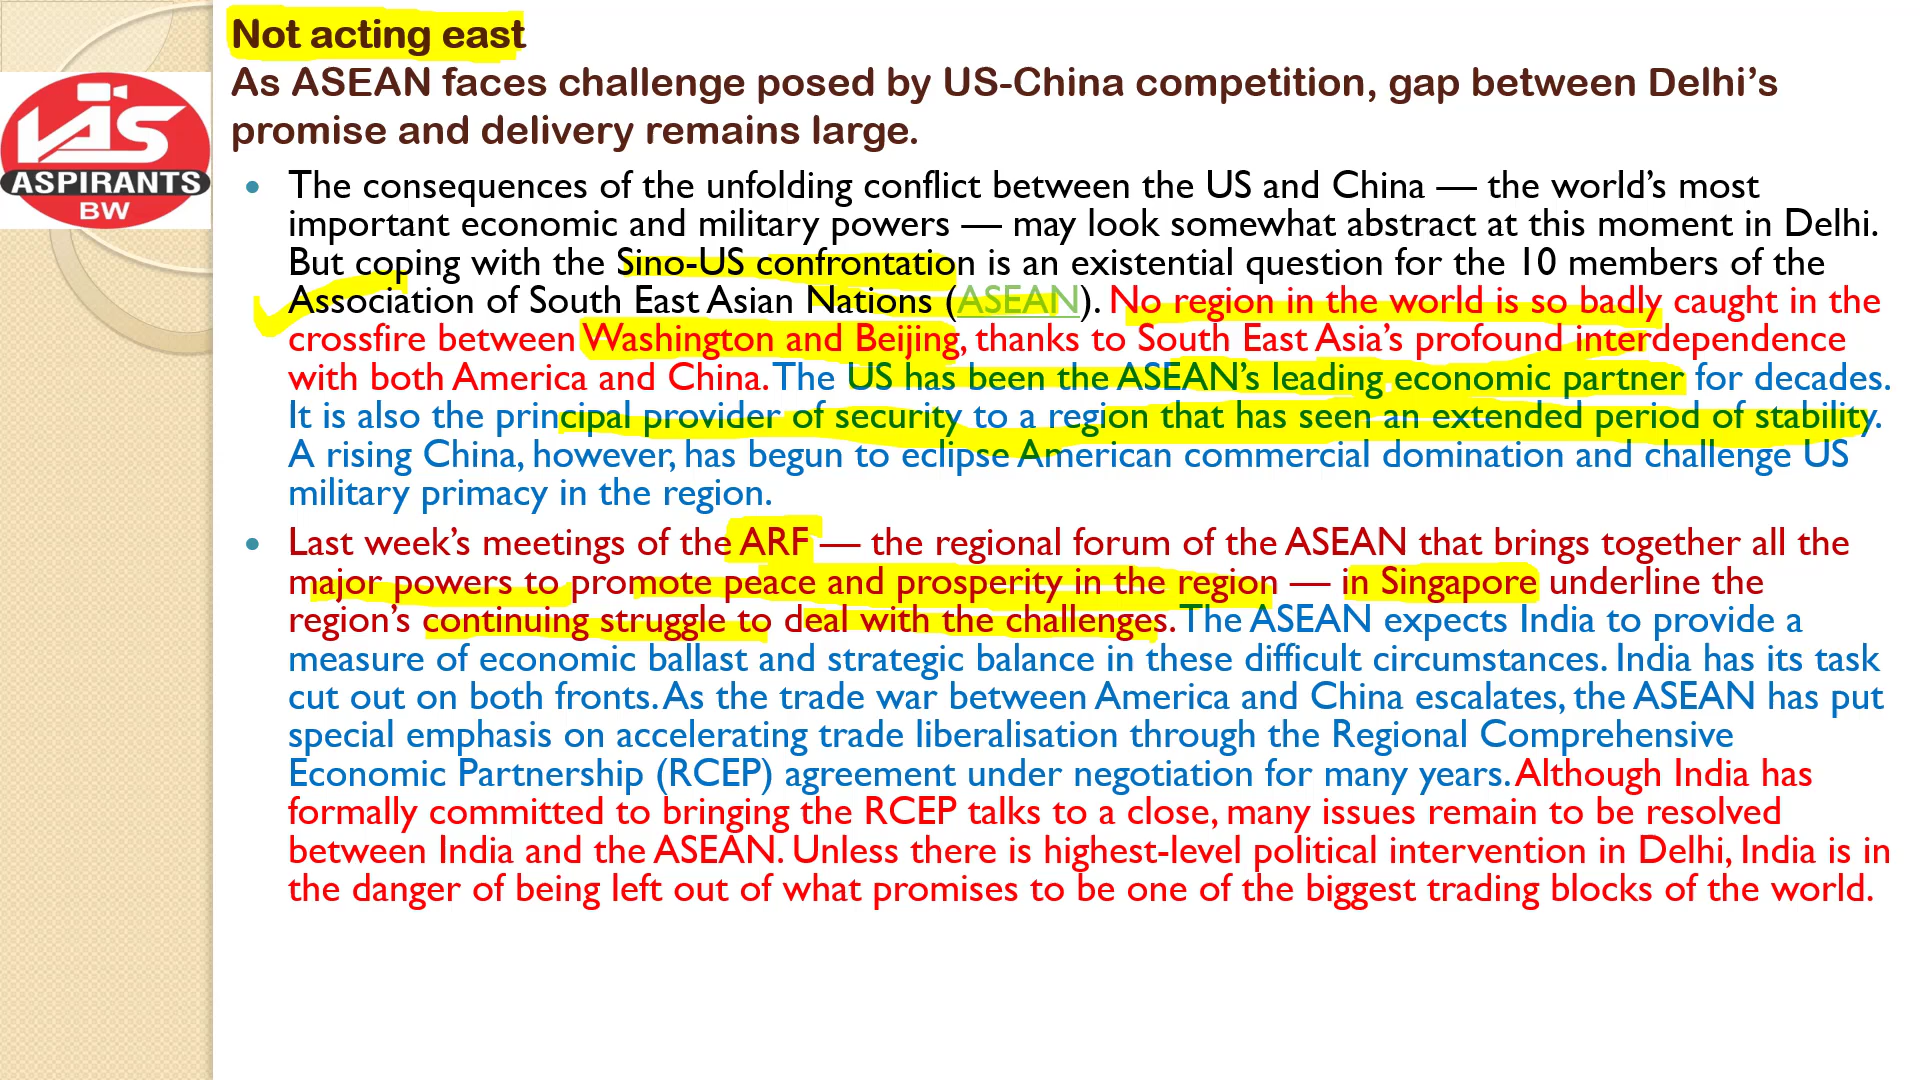 Not acting east
As ASEAN faces challenge posed by US-China competition, gap between Delhi’s
promise and delivery remains large.
VAIS
ASPIRANTS
BW
• The consequences of the unfolding conflict between the US and China — the world’s most
important economic and military powers — may look somewhat abstract at this moment in Delhi.
But coping with the Sino-US confrontation is an existential question for the 10 members of the
Association of South East Asian Nations (ASEAN). No region in the world is so badly caught in the
crossfire between Washington and Beijing, thanks to South East Asia’s profound interdependence
with both America and China. The US has been the ASEAN’s leading economic partner for decades.
It is also the principal provider of security to a region that has seen an extended period of stability.
A rising China, however, has begun to eclipse American commercial domination and challenge US
military primacy in the region.
• Last week’s meetings of the ARF — the regional forum of the ASEAN that brings together all the
major powers to promote peace and prosperity in the region — in Singapore underline the
region’s continuing struggle to deal with the challenges. The ASEAN expects India to provide a
measure of economic ballast and strategic balance in these difficult circumstances. India has its task
cut out on both fronts. As the trade war between America and China escalates, the ASEAN has put
special emphasis on accelerating trade liberalisation through the Regional Comprehensive
Economic Partnership (RCEP) agreement under negotiation for many years. Although India has
formally committed to bringing the RCEP talks to a close, many issues remain to be resolved
between India and the ASEAN. Unless there is highest-level political intervention in Delhi, India is in
the danger of being left out of what promises to be one of the biggest trading blocks of the world.